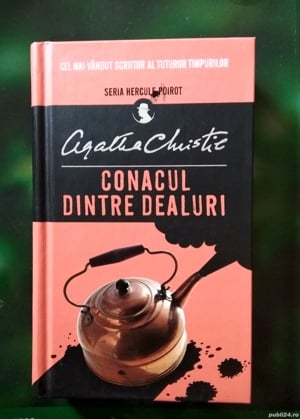 CEL MAI VÂNDUT SCRIITOR AL TUTUROR TIMPURILOR
SERIA HERCULE POIROT
Agatha Christie
CONACUL
DINTRE DEALURI
publi24.ro